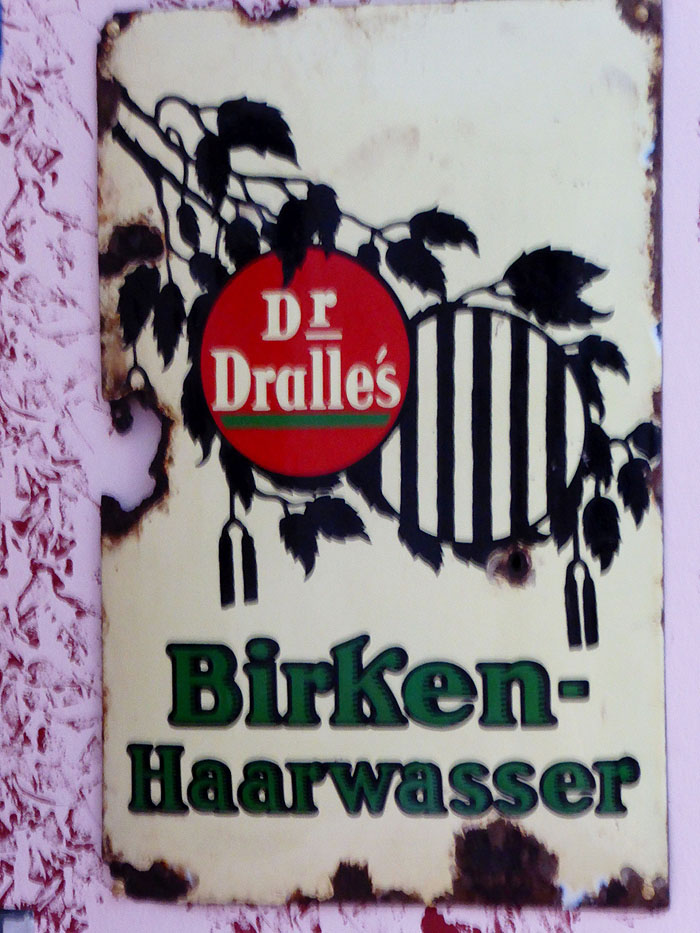 Dr
Dralle's
Birken-
Haarwasser